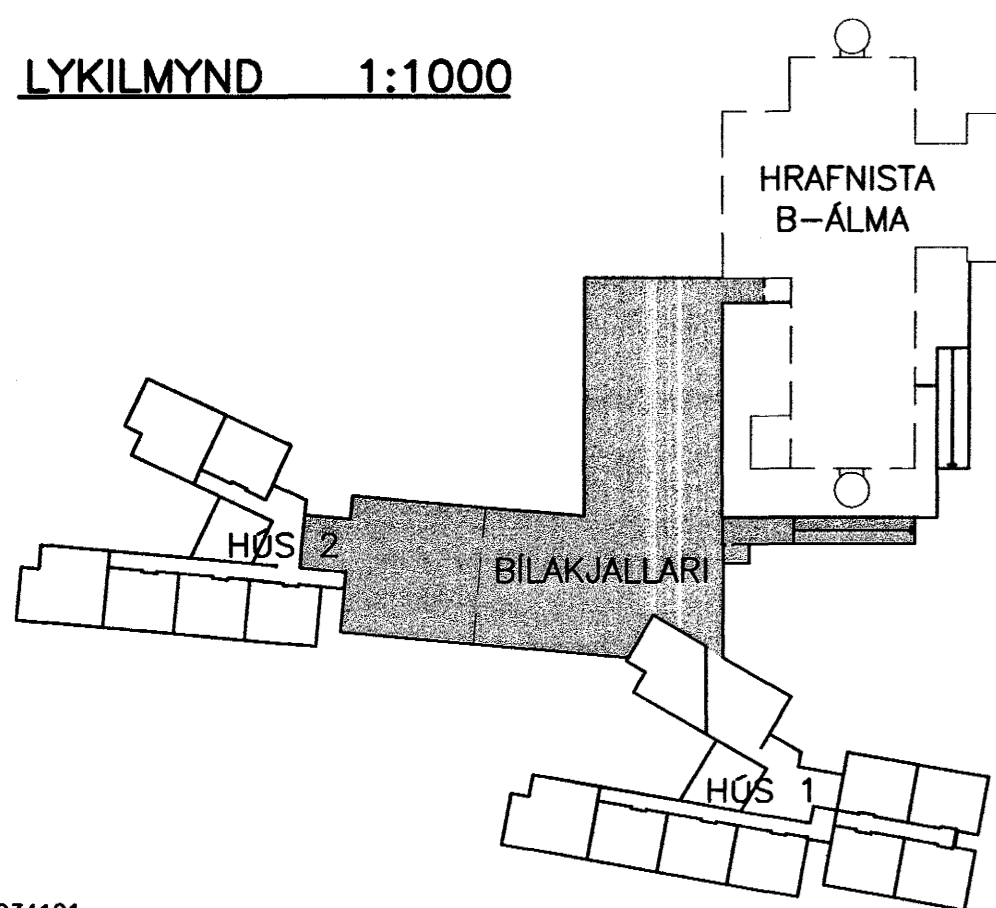 LYKILMYND 1:1000
HRAFNISTA
B-ÁLMA
HÚS 2
BÍLAKJALLARI
HÚS 1